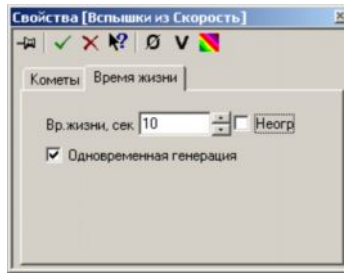 Свойства [Вспышки из Скорость]
Ø V
Кометы Время жизни
Вр.жизни, сек 10 Неогр
Одновременная генерация